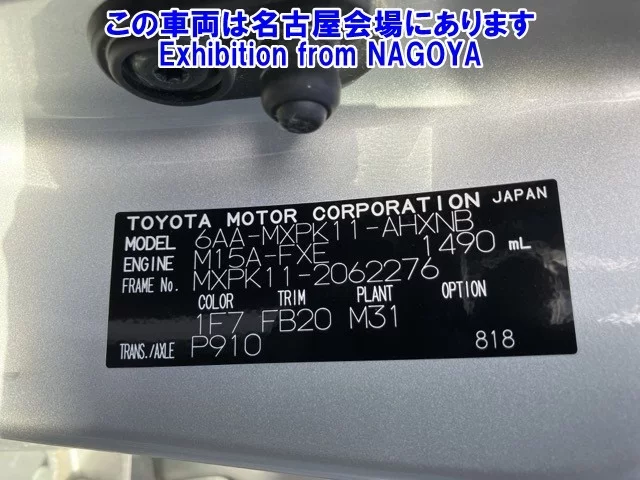 この車両は名古屋会場にあります
Exhibition from NAGOYA
TOYOTA MOTOR CORPORATION JAPAN
MODEL 6AA-MXPK11-AHXNB
ENGINE M15A-FXE 1490 mL
FRAME No. MXPK11-2062276
COLOR TRIM PLANT OPTION
1F7 FB20 M31
TRANS./AXLE P910 818